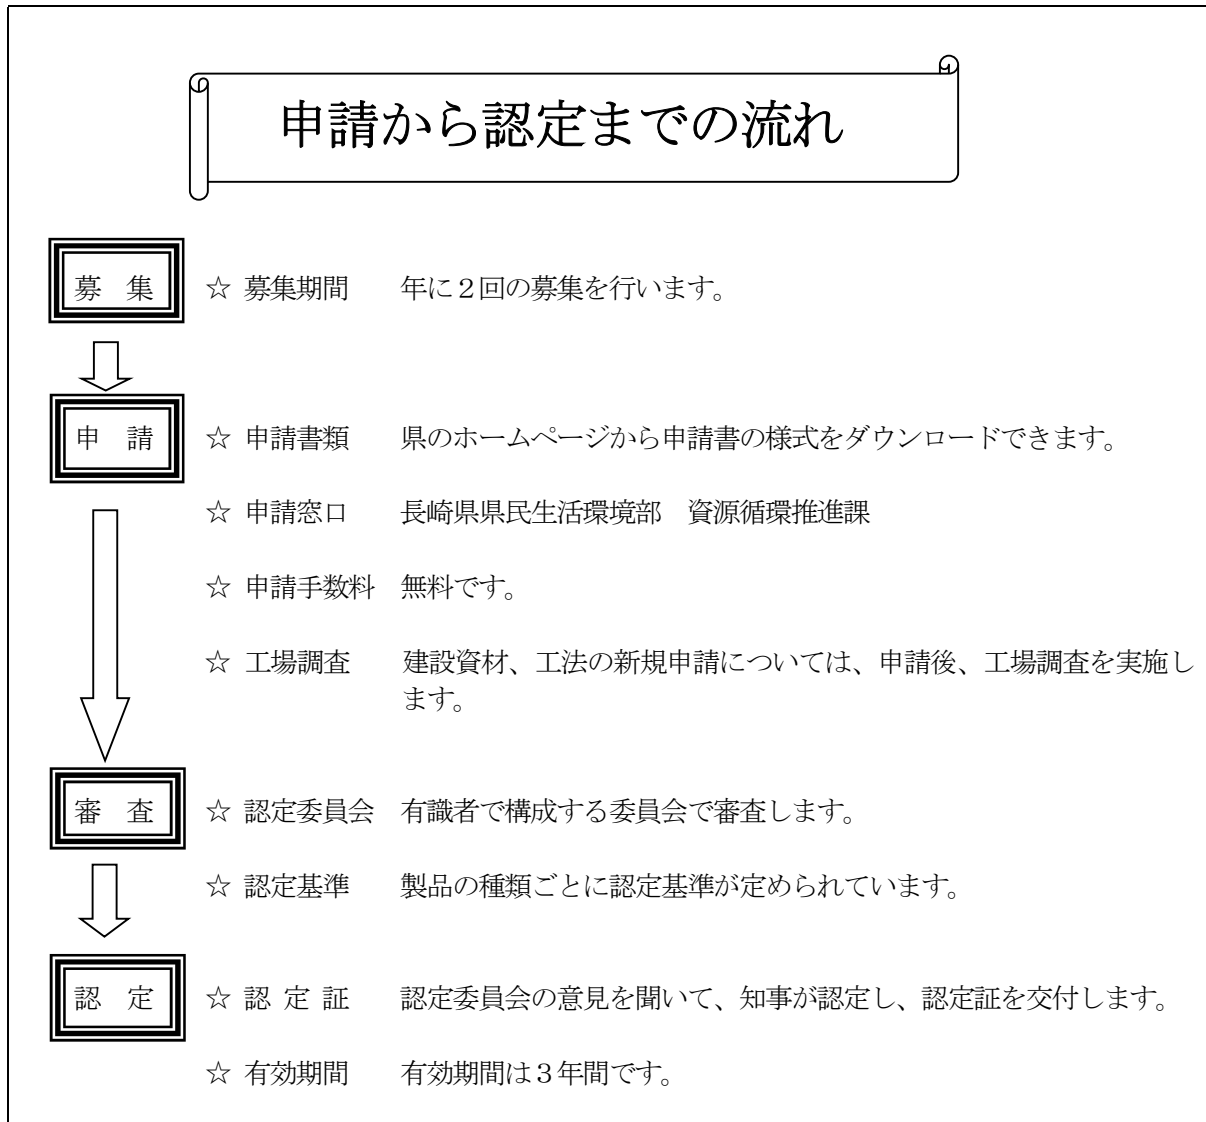 申請から認定までの流れ
募　集　☆ 募集期間　年に２回の募集を行います。
申　請　☆ 申請書類　県のホームページから申請書の様式をダウンロードできます。
☆ 申請窓口　長崎県県民生活環境部　資源循環推進課
☆ 申請手数料　無料です。
☆ 工場調査　建設資材、工法の新規申請については、申請後、工場調査を実施し
ます。
審　査　☆ 認定委員会　有識者で構成する委員会で審査します。
☆ 認定基準　製品の種類ごとに認定基準が定められています。
認　定　☆ 認 定 証　認定委員会の意見を聞いて、知事が認定し、認定証を交付します。
☆ 有効期間　有効期間は３年間です。